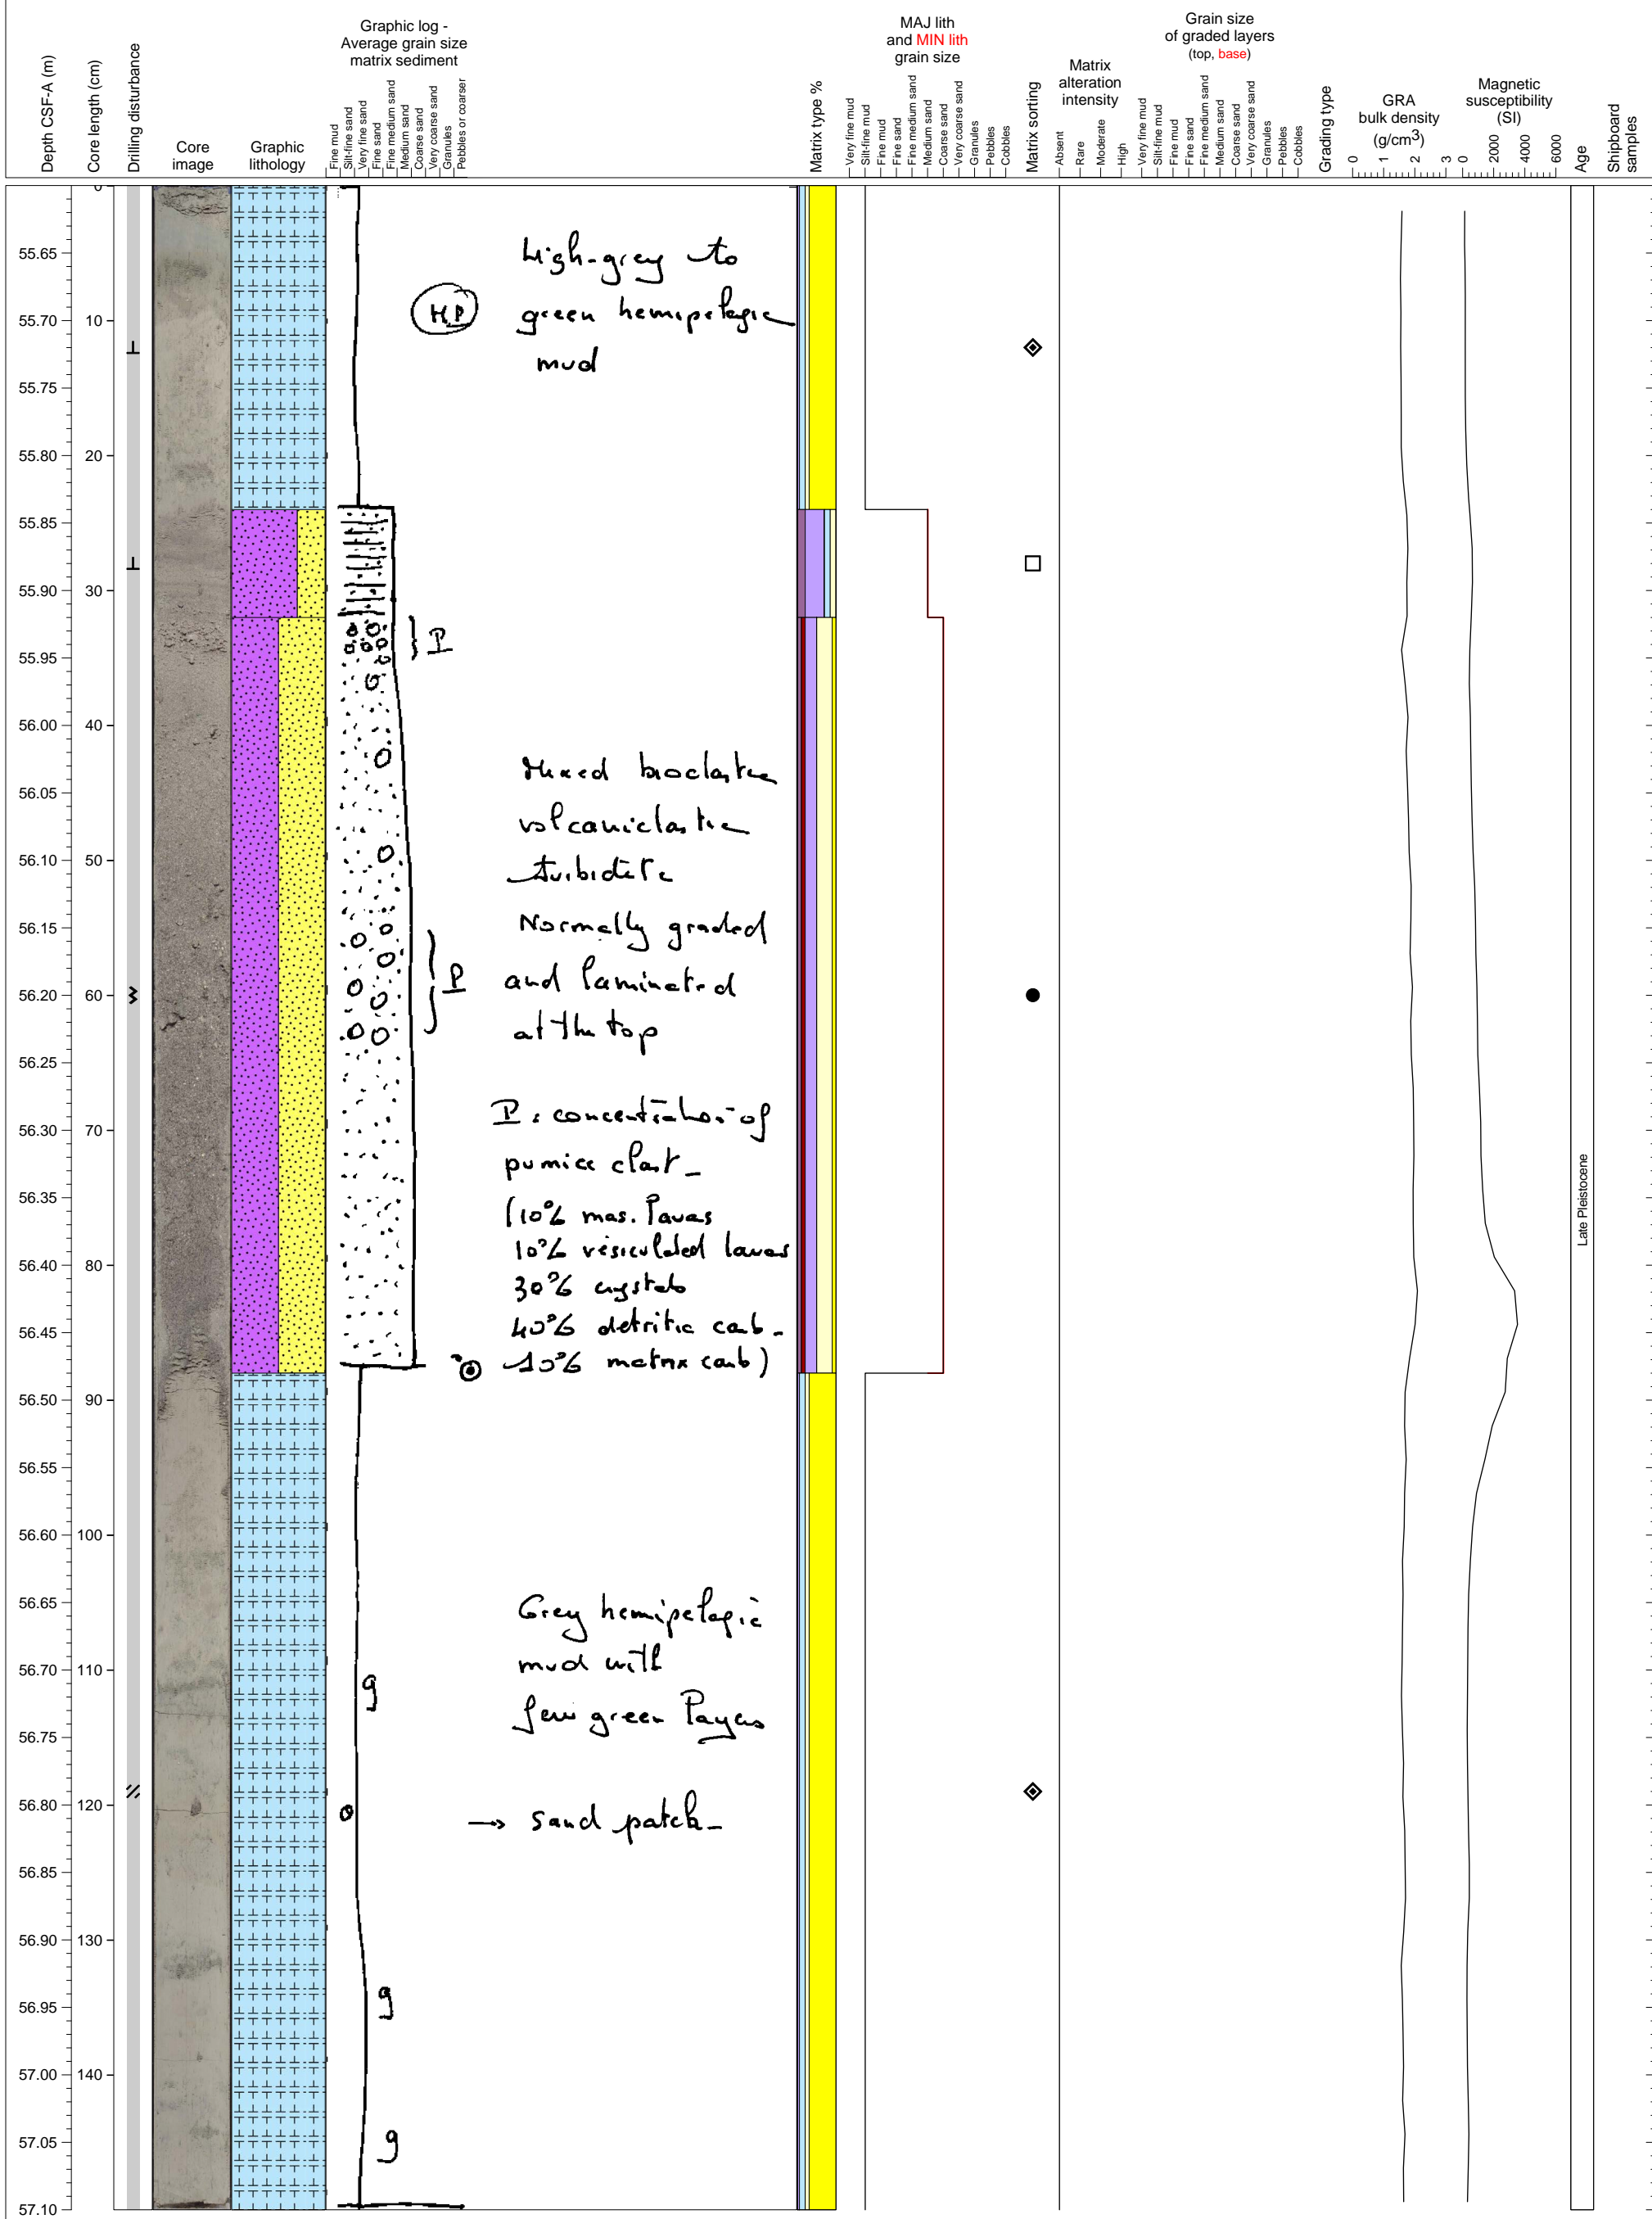 Depth CSF-A (m)
Core length (cm)
Drilling disturbance
Core
image
Graphic
lithology
Graphic log -
Average grain size
matrix sediment
Fine mud
Silt-fine sand
Very fine sand
Fine sand
Fine medium sand
Medium sand
Coarse sand
Very coarse sand
Granules
Pebbles or coarser
Matrix type %
MAJ lith
and MIN lith
grain size
Very fine mud
Silt-fine mud
Fine mud
Fine sand
Fine medium sand
Medium sand
Coarse sand
Very coarse sand
Granules
Pebbles
Cobbles
Matrix sorting
Matrix
alteration
intensity
Absent
Rare
Moderate
High
Grain size
of graded layers
(top, base)
Very fine mud
Silt-fine mud
Fine mud
Fine sand
Fine medium sand
Medium sand
Coarse sand
Very coarse sand
Granules
Pebbles
Cobbles
Grading type
GRA
bulk density
(g/cm3)
0 1 2 3
Magnetic
susceptibility
(SI)
0 2000 4000 6000
Age
Shipboard
samples
0
55.65
55.70 10
55.75
55.80 20
55.85
55.90 30
55.95
56.00 40
56.05
56.10 50
56.15
56.20 60
56.25
56.30 70
56.35
56.40 80
56.45
56.50 90
56.55
56.60 100
56.65
56.70 110
56.75
56.80 120
56.85
56.90 130
56.95
57.00 140
57.05
57.10
High-grey to
HP green hemipelagic
mud
P
Mixed bioclastic
volcaniclastic
turbidite
Normally graded
P and laminated
at the top
P: concentration of
pumice clast-
(10% mas. lavas
10% vesiculated lavas
30% crystals
40% detritic carb-
10% matrix carb)
Grey hemipelagic
mud with
g few green layers
→ sand patch-
g
g
Late Pleistocene